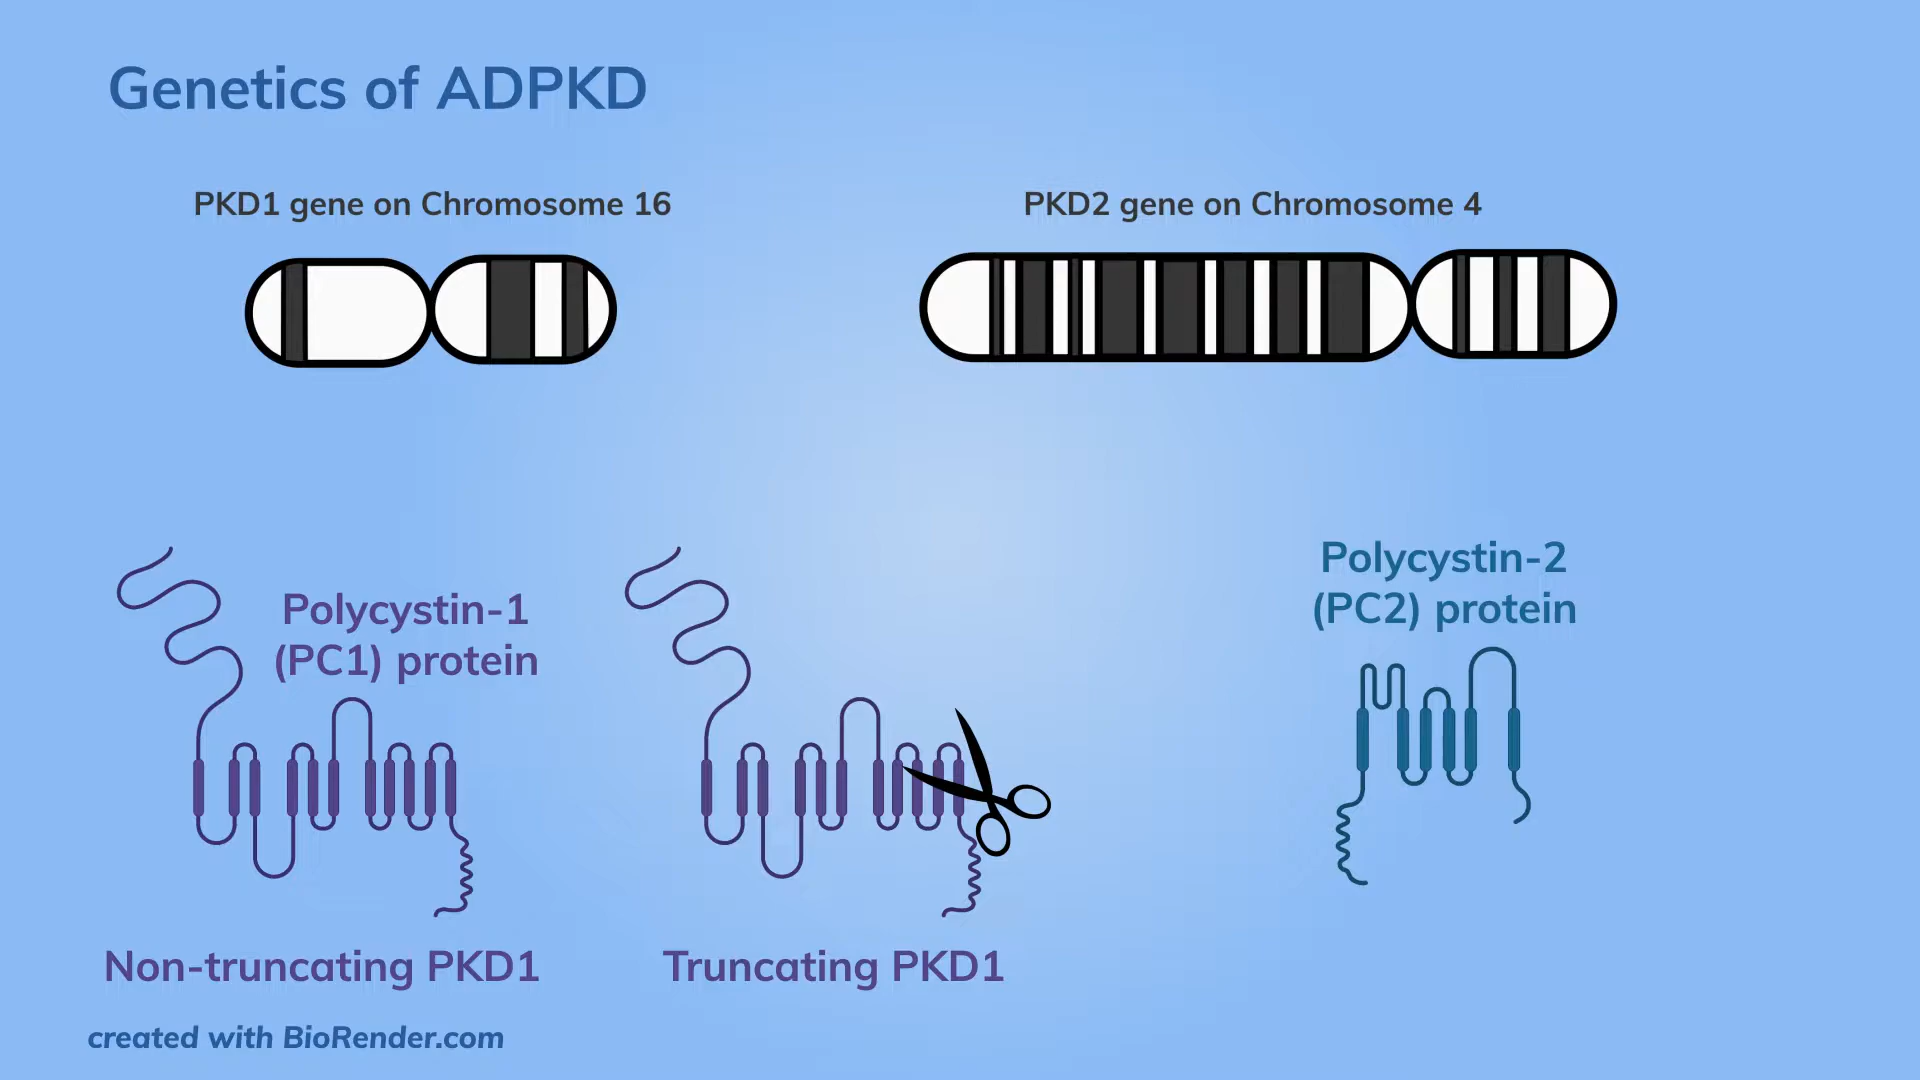 Genetics of ADPKD
PKD1 gene on Chromosome 16
PKD2 gene on Chromosome 4
Polycystin-1
(PC1) protein
Polycystin-2
(PC2) protein
Non-truncating PKD1
Truncating PKD1
created with BioRender.com